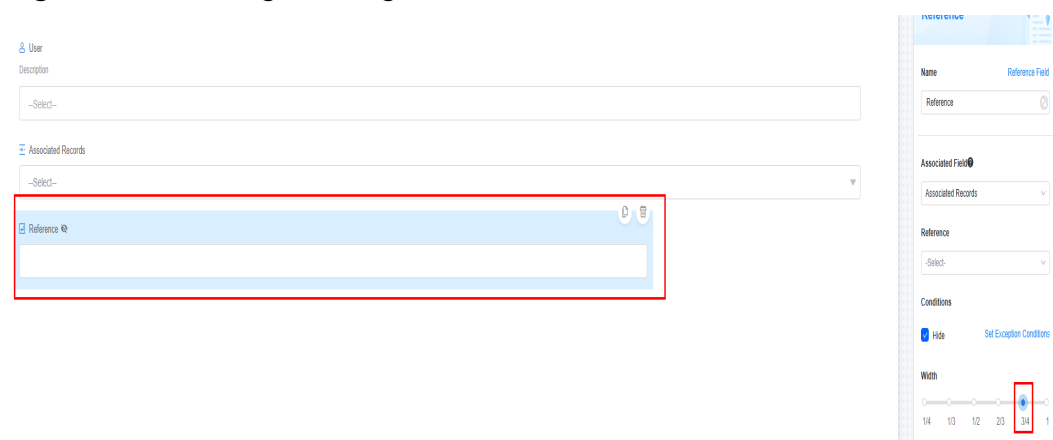 User
Description
--Select--
Associated Records
--Select--
Reference
Reference
Name
Reference Field
Reference
Associated Field
Associated Records
Reference
-Select-
Conditions
Hide
Set Exception Conditions
Width
1/4 1/3 1/2 2/3 3/4 1